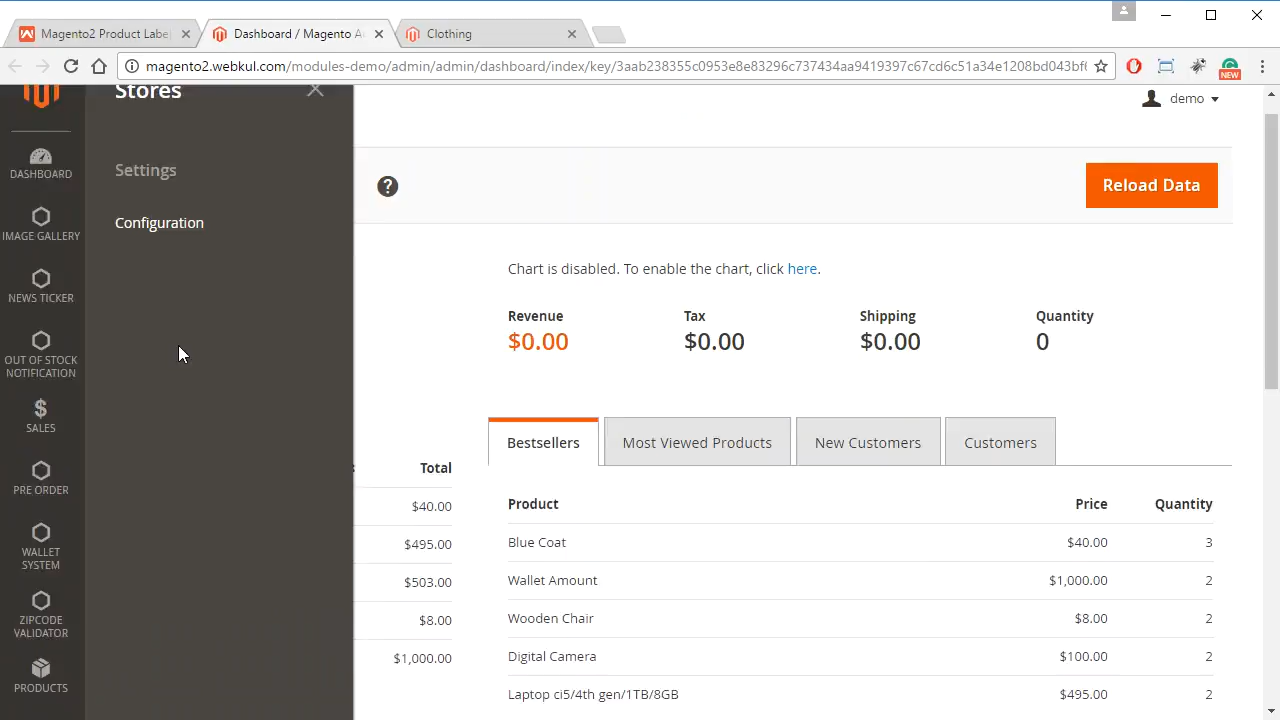 Magento2 Product Labe
Dashboard / Magento A
Clothing
magento2.webkul.com/modules-demo/admin/admin/dashboard/index/key/3aab238355c0953e8e83296c737434aa9419397c67cd6c51a34e1208bd043bf6
NEW
Stores
demo
DASHBOARD
Settings
?
Reload Data
IMAGE GALLERY
Configuration
Chart is disabled. To enable the chart, click here.
NEWS TICKER
Revenue Tax Shipping Quantity
$0.00 $0.00 $0.00 0
OUT OF STOCK
NOTIFICATION
SALES
Bestsellers Most Viewed Products New Customers Customers
Total
PRE ORDER
Product Price Quantity
$40.00
Blue Coat $40.00 3
$495.00
WALLET
SYSTEM
Wallet Amount $1,000.00 2
$503.00
Wooden Chair $8.00 2
$8.00
ZIPCODE
VALIDATOR
Digital Camera $100.00 2
$1,000.00
PRODUCTS
Laptop ci5/4th gen/1TB/8GB $495.00 2